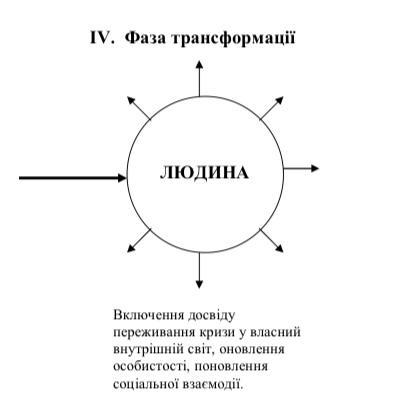 IV. Фаза трансформації
ЛЮДИНА
Включення досвіду
переживання кризи у власний
внутрішній світ, оновлення
особистості, поновлення
соціальної взаємодії.